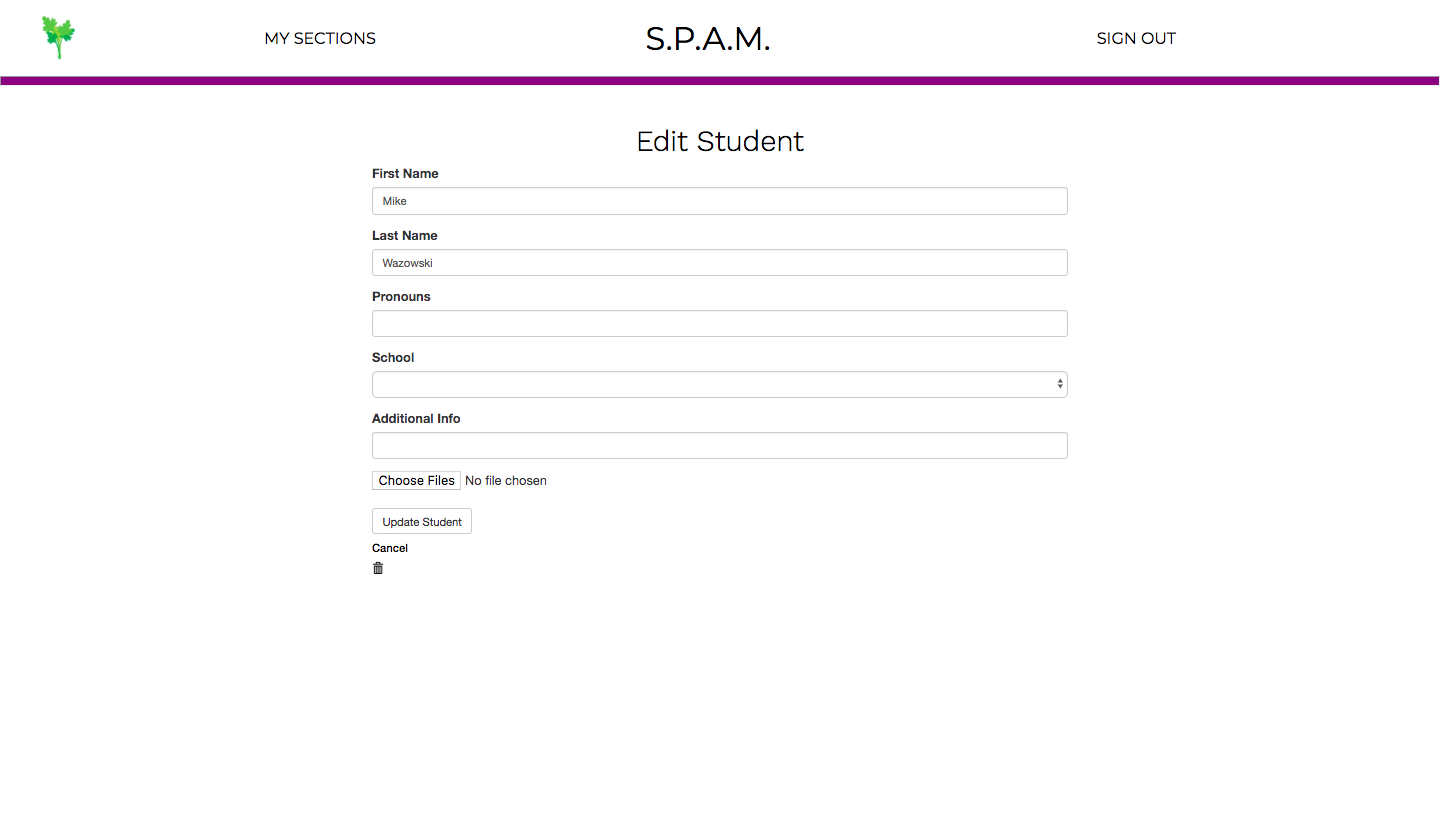 MY SECTIONS S.P.A.M. SIGN OUT
Edit Student
First Name
Mike
Last Name
Wazowski
Pronouns
School
Additional Info
Choose Files No file chosen
Update Student
Cancel